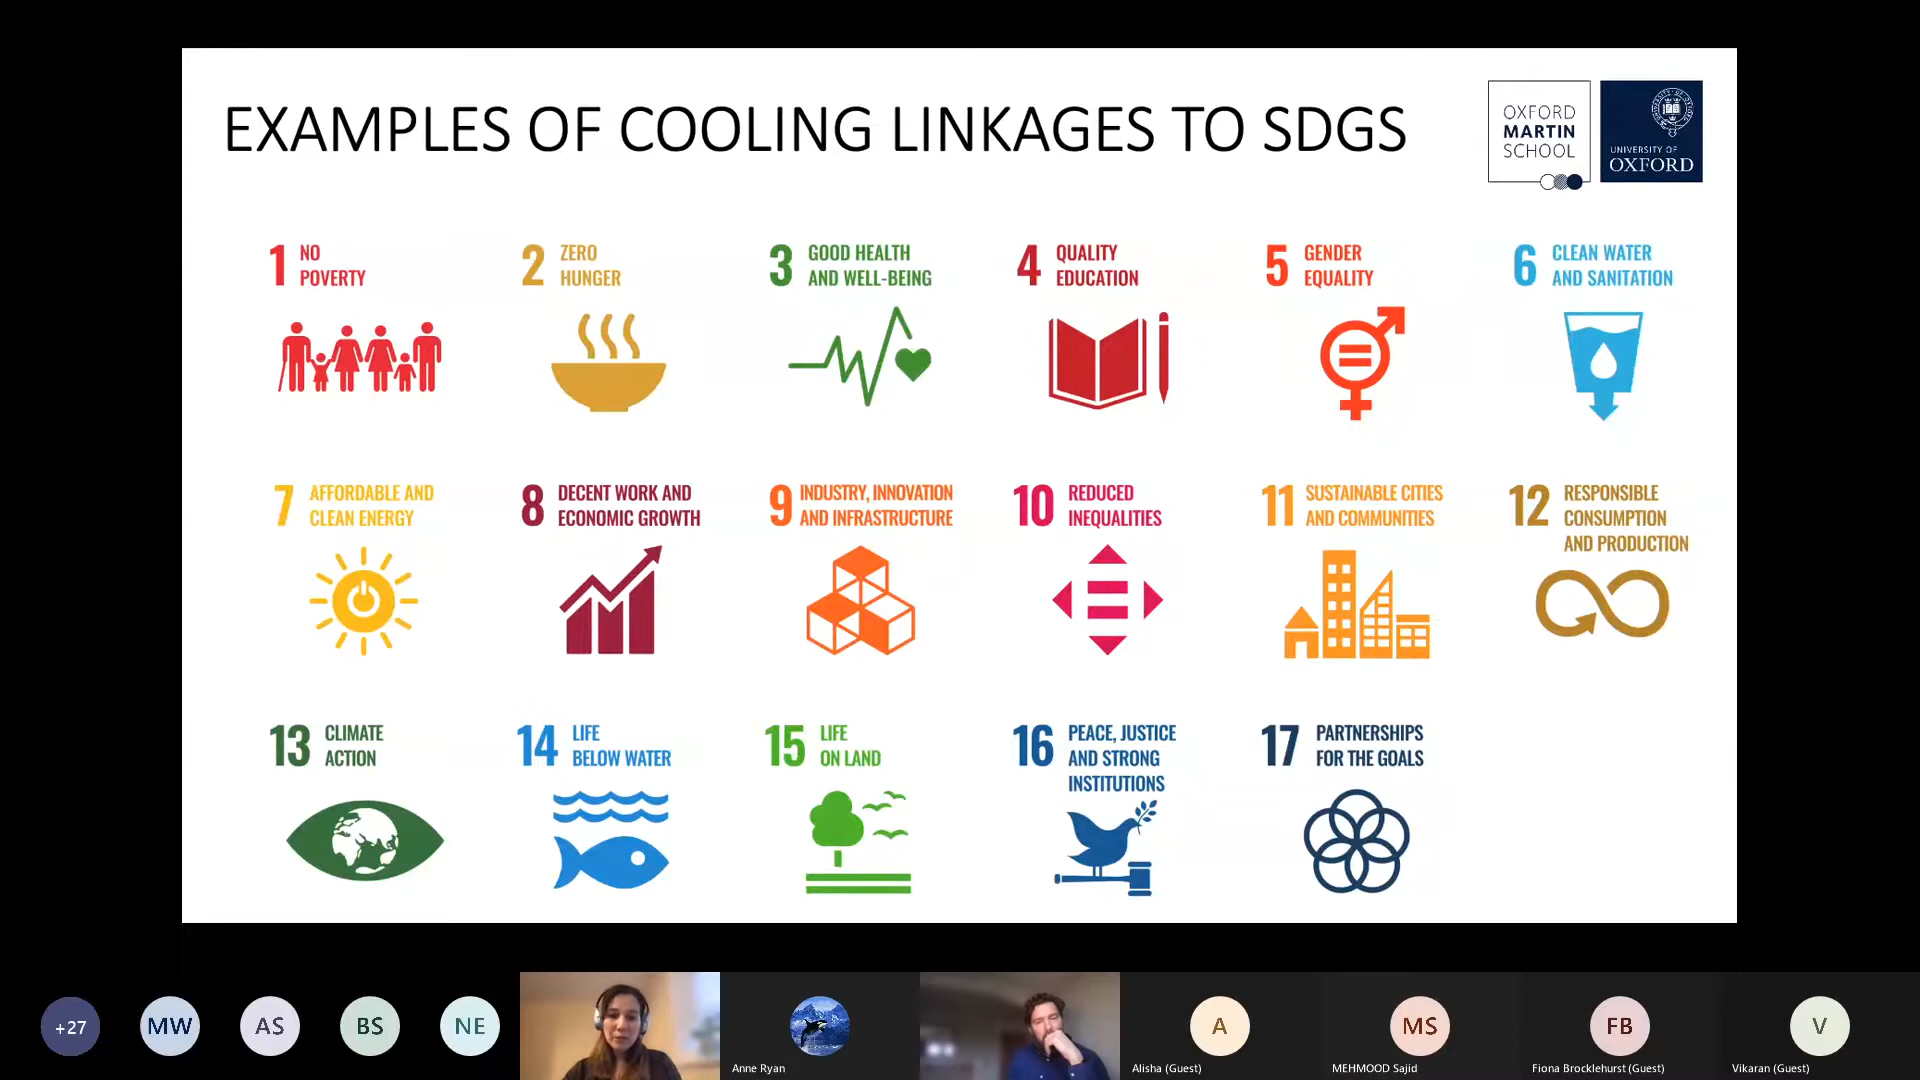 EXAMPLES OF COOLING LINKAGES TO SDGS
OXFORD
MARTIN
SCHOOL
UNIVERSITY OF
OXFORD
1 NO
POVERTY
2 ZERO
HUNGER
3 GOOD HEALTH
AND WELL-BEING
4 QUALITY
EDUCATION
5 GENDER
EQUALITY
6 CLEAN WATER
AND SANITATION
7 AFFORDABLE AND
CLEAN ENERGY
8 DECENT WORK AND
ECONOMIC GROWTH
9 INDUSTRY, INNOVATION
AND INFRASTRUCTURE
10 REDUCED
INEQUALITIES
11 SUSTAINABLE CITIES
AND COMMUNITIES
12 RESPONSIBLE
CONSUMPTION
AND PRODUCTION
13 CLIMATE
ACTION
14 LIFE
BELOW WATER
15 LIFE
ON LAND
16 PEACE, JUSTICE
AND STRONG
INSTITUTIONS
17 PARTNERSHIPS
FOR THE GOALS
+27
MW
AS
BS
NE
Anne Ryan
A
Alisha (Guest)
MS
MEHMOOD Sajid
FB
Fiona Brocklehurst (Guest)
V
Vikaran (Guest)